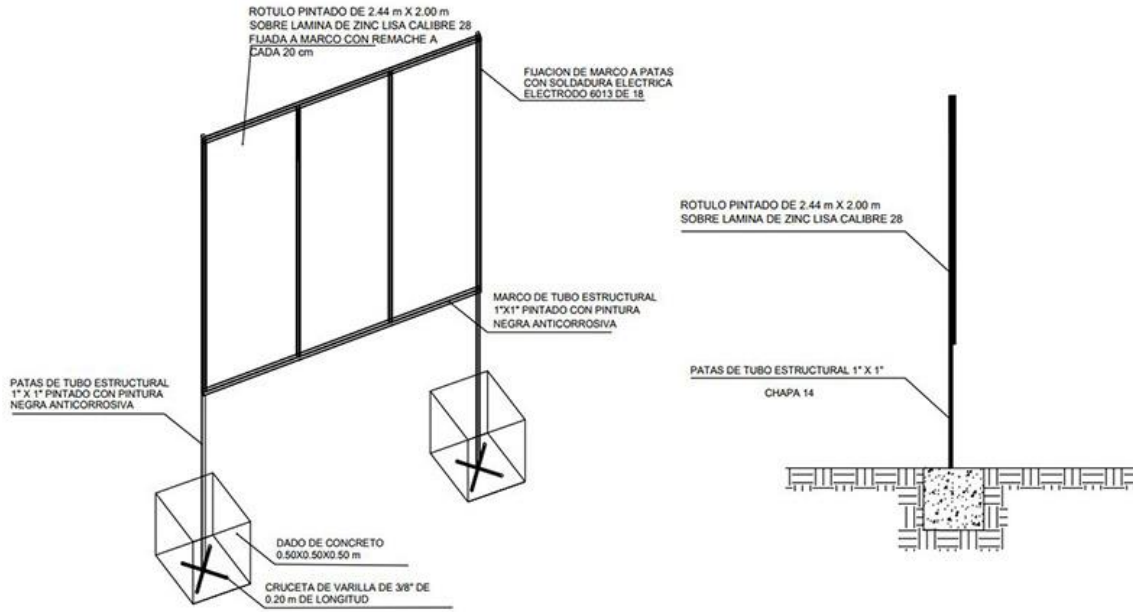 ROTULO PINTADO DE 2.44 m X 2.00 m
SOBRE LAMINA DE ZINC LISA CALIBRE 28
FIJADA A MARCO CON REMACHE A
CADA 20 cm
FIJACION DE MARCO A PATAS
CON SOLDADURA ELECTRICA
ELECTRODO 6013 DE 18
MARCO DE TUBO ESTRUCTURAL
1"X1" PINTADO CON PINTURA
NEGRA ANTICORROSIVA
PATAS DE TUBO ESTRUCTURAL
1" X 1" PINTADO CON PINTURA
NEGRA ANTICORROSIVA
DADO DE CONCRETO
0.50X0.50X0.50 m
CRUCETA DE VARILLA DE 3/8" DE
0.20 m DE LONGITUD
ROTULO PINTADO DE 2.44 m X 2.00 m
SOBRE LAMINA DE ZINC LISA CALIBRE 28
PATAS DE TUBO ESTRUCTURAL 1" X 1"
CHAPA 14